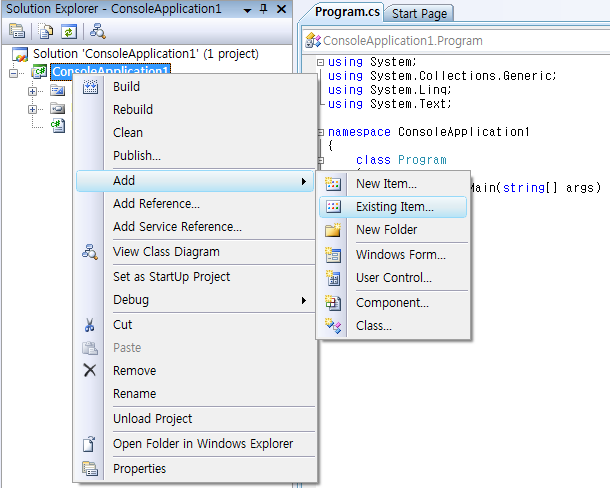 Solution Explorer - ConsoleApplication1
Solution 'ConsoleApplication1' (1 project)
ConsoleApplication1
Build
Rebuild
Clean
Publish...
Add
Add Reference...
Add Service Reference...
View Class Diagram
Set as StartUp Project
Debug
Cut
Paste
Remove
Rename
Unload Project
Open Folder in Windows Explorer
Properties
New Item...
Existing Item...
New Folder
Windows Form...
User Control...
Component...
Class...
Program.cs
Start Page
ConsoleApplication1.Program
using System;
using System.Collections.Generic;
using System.Linq;
using System.Text;
namespace ConsoleApplication1
{
class Program
Main(string[] args)